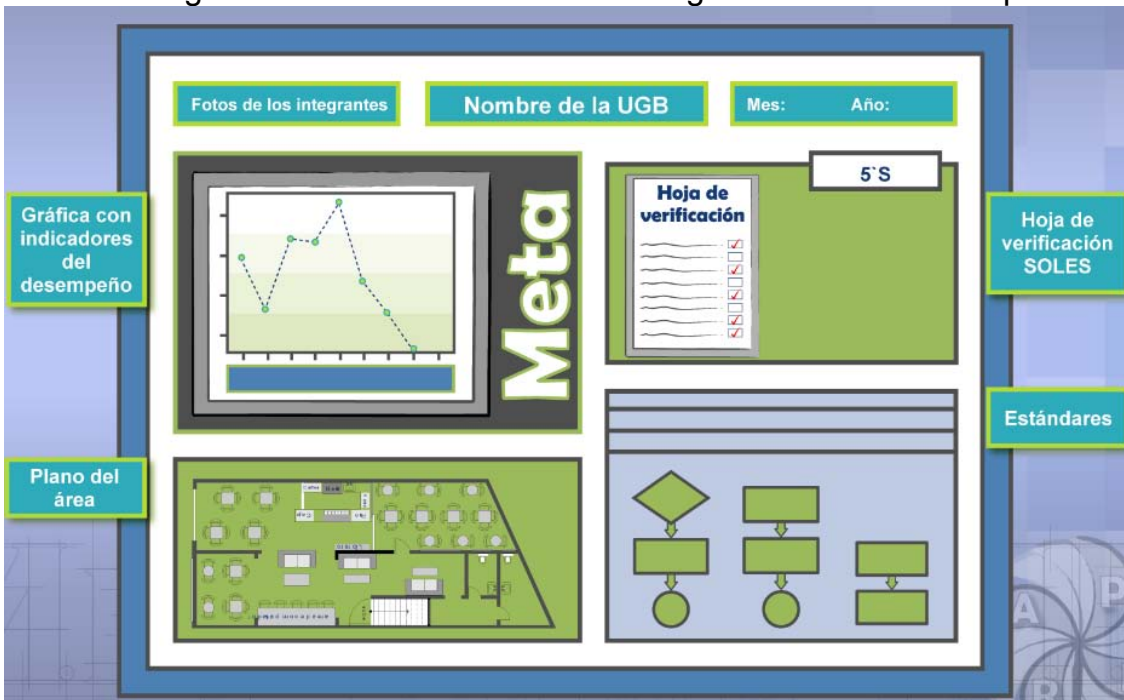 Fotos de los integrantes
Nombre de la UGB
Mes: Año:
Gráfica con
indicadores
del
desempeño
Meta
5`S
Hoja de
verificación
Hoja de
verificación
SOLES
Estándares
Plano del
área
A
P